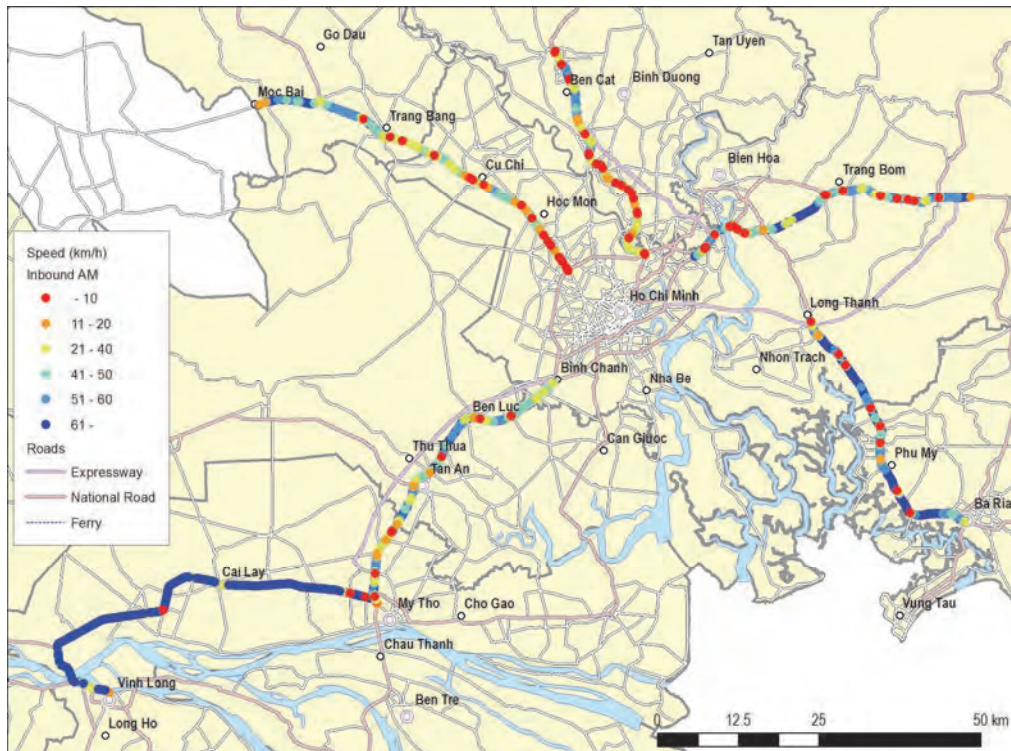 Go Dau
Tan Uyen
Ben Cat
Binh Duong
Moc Bai
Trang Bang
Cu Chi
Bien Hoa
Trang Bom
Hoc Mon
Speed (km/h)
Inbound AM
- 10
11 - 20
21 - 40
41 - 50
51 - 60
61 -
Roads
Expressway
National Road
Ferry
Ho Chi Minh
Long Thanh
Nhon Trach
Binh Chanh
Nha Be
Ben Luc
Can Giuoc
Thu Thua
Tan An
Phu My
Ba Ria
Cai Lay
My Tho
Cho Gao
Vung Tau
Chau Thanh
Vinh Long
Ben Tre
Long Ho
0 12.5 25 50 km